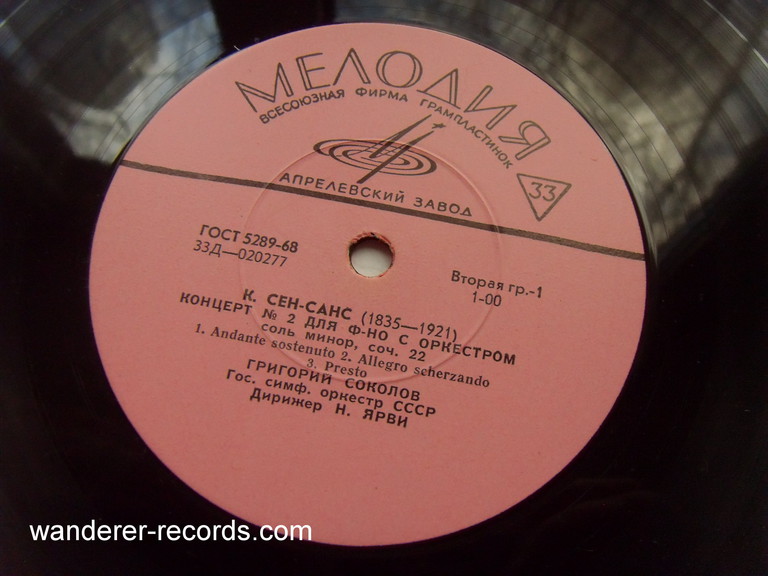 МЕЛОДИЯ
ВСЕСОЮЗНАЯ ФИРМА ГРАМПЛАСТИНОК
33
АПРЕЛЕВСКИЙ ЗАВОД
ГОСТ 5289-68
33Д—020277
Вторая гр.-1
1-00
К. СЕН-САНС (1835—1921)
КОНЦЕРТ № 2 ДЛЯ Ф-НО С ОРКЕСТРОМ
соль минор, соч. 22
1. Andante sostenuto 2. Allegro scherzando
3. Presto
ГРИГОРИЙ СОКОЛОВ
Гос. симф. оркестр СССР
Дирижер Н. ЯРВИ
wanderer-records.com